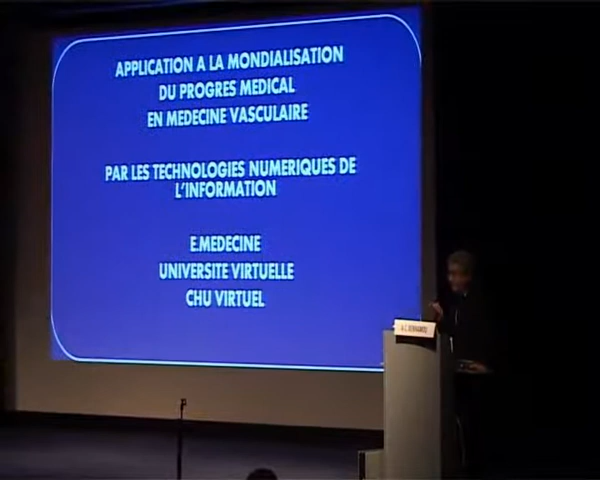 APPLICATION A LA MONDIALISATION
DU PROGRES MEDICAL
EN MEDECINE VASCULAIRE
PAR LES TECHNOLOGIES NUMERIQUES DE
L'INFORMATION
E.MEDECINE
UNIVERSITE VIRTUELLE
CHU VIRTUEL